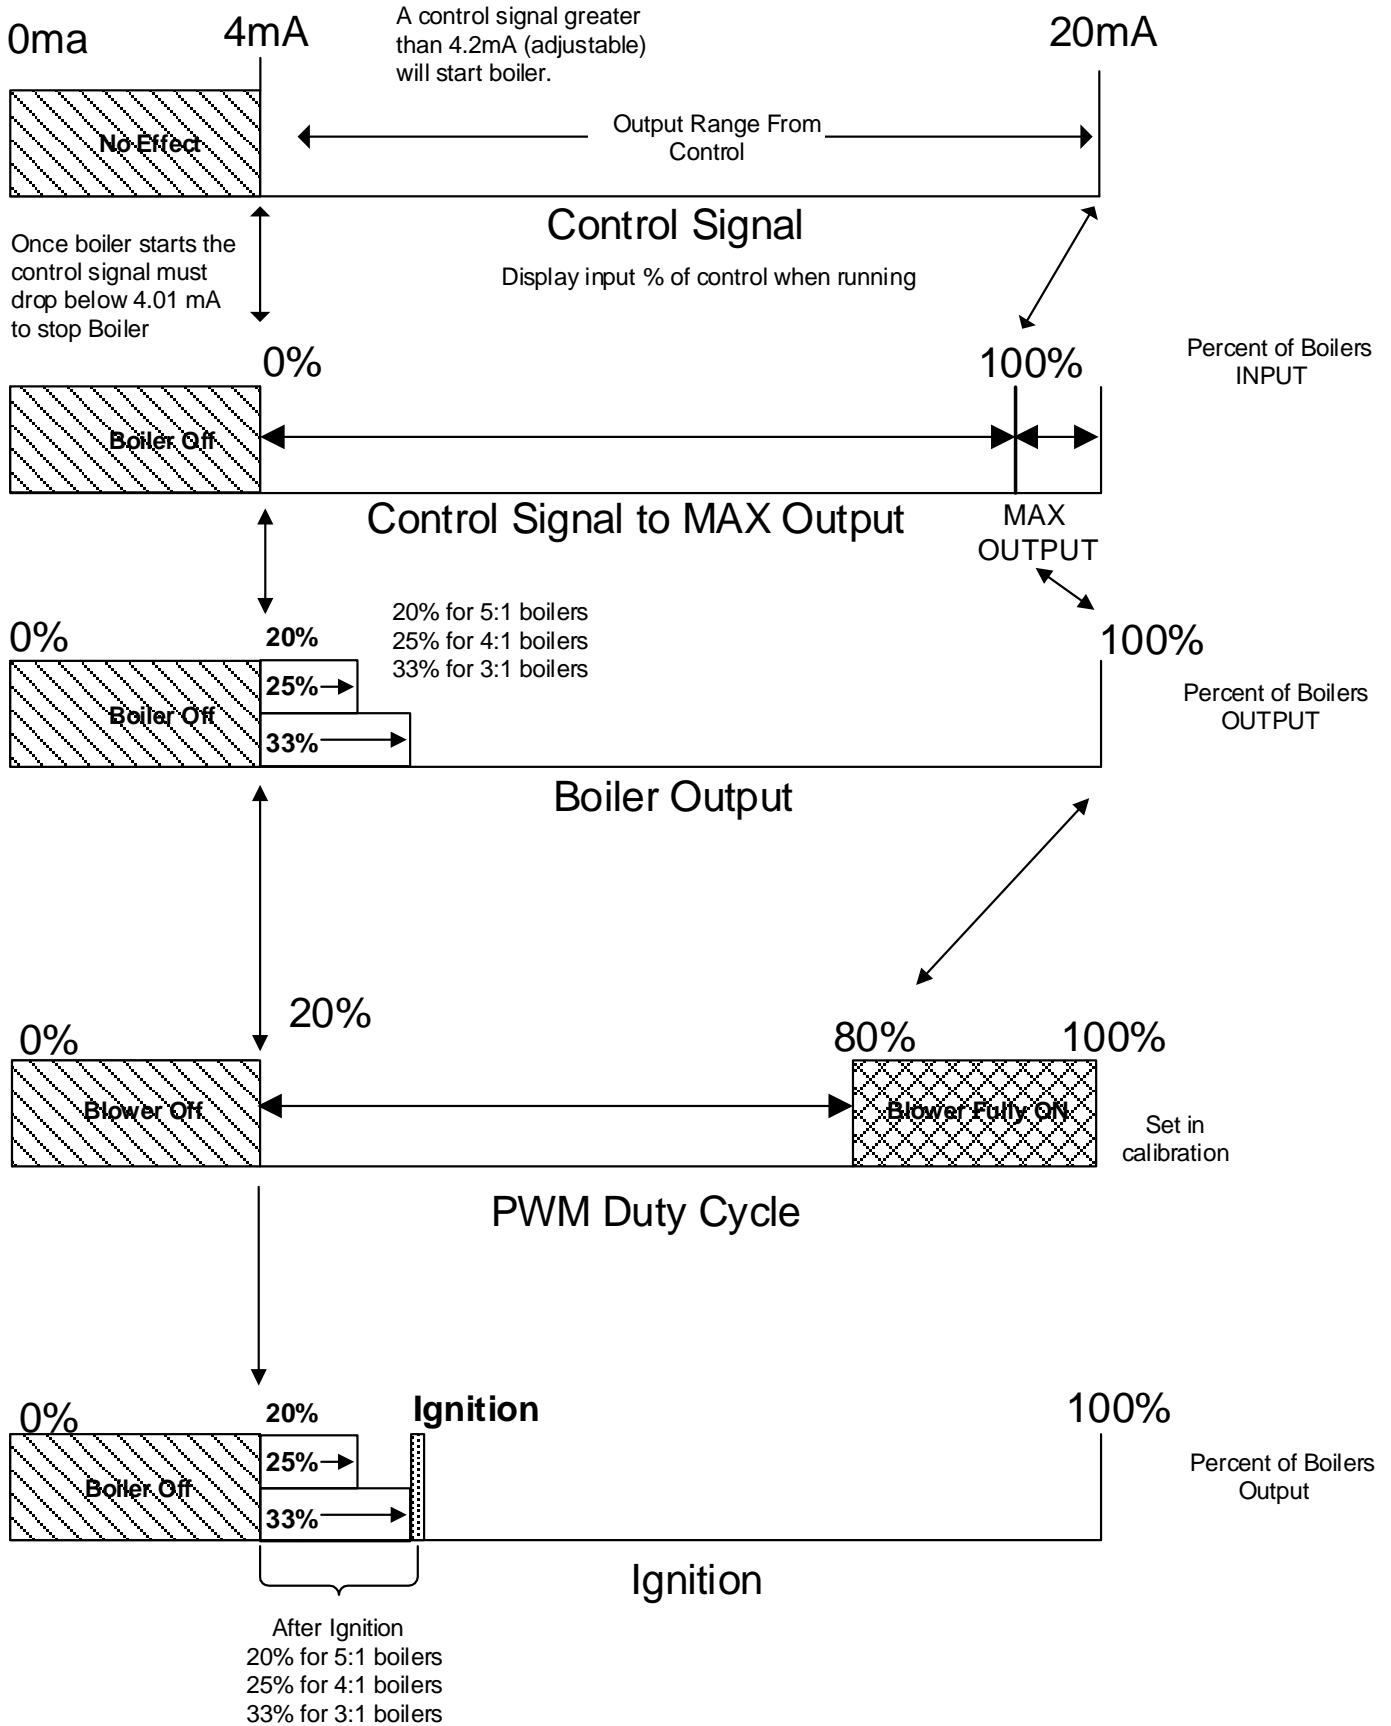 0ma
4mA
A control signal greater
than 4.2mA (adjustable)
will start boiler.
20mA
No Effect
Output Range From
Control
Control Signal
Once boiler starts the
control signal must
drop below 4.01 mA
to stop Boiler
Display input % of control when running
0%
100%
Percent of Boilers
INPUT
Boiler Off
Control Signal to MAX Output
MAX
OUTPUT
0%
20%
20% for 5:1 boilers
25% for 4:1 boilers
33% for 3:1 boilers
100%
25%
Boiler Off
33%
Percent of Boilers
OUTPUT
Boiler Output
0%
20%
80%
100%
Blower Off
Blower Fully ON
Set in
calibration
PWM Duty Cycle
0%
20%
Ignition
100%
25%
Boiler Off
33%
Percent of Boilers
Output
Ignition
After Ignition
20% for 5:1 boilers
25% for 4:1 boilers
33% for 3:1 boilers